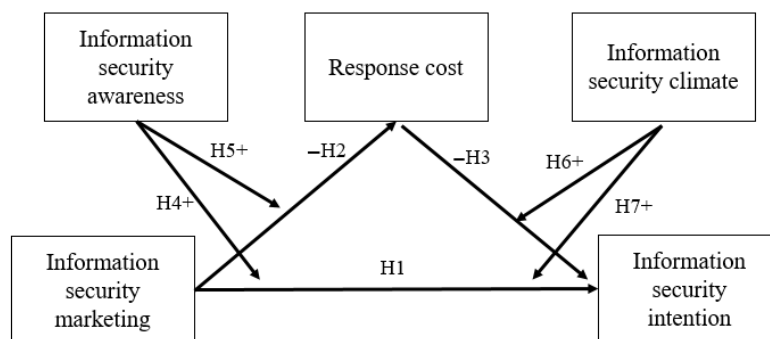 Information
security
awareness
Response cost
Information
security climate
H5+
–H2
–H3
H6+
H4+
H7+
Information
security
marketing
H1
Information
security
intention